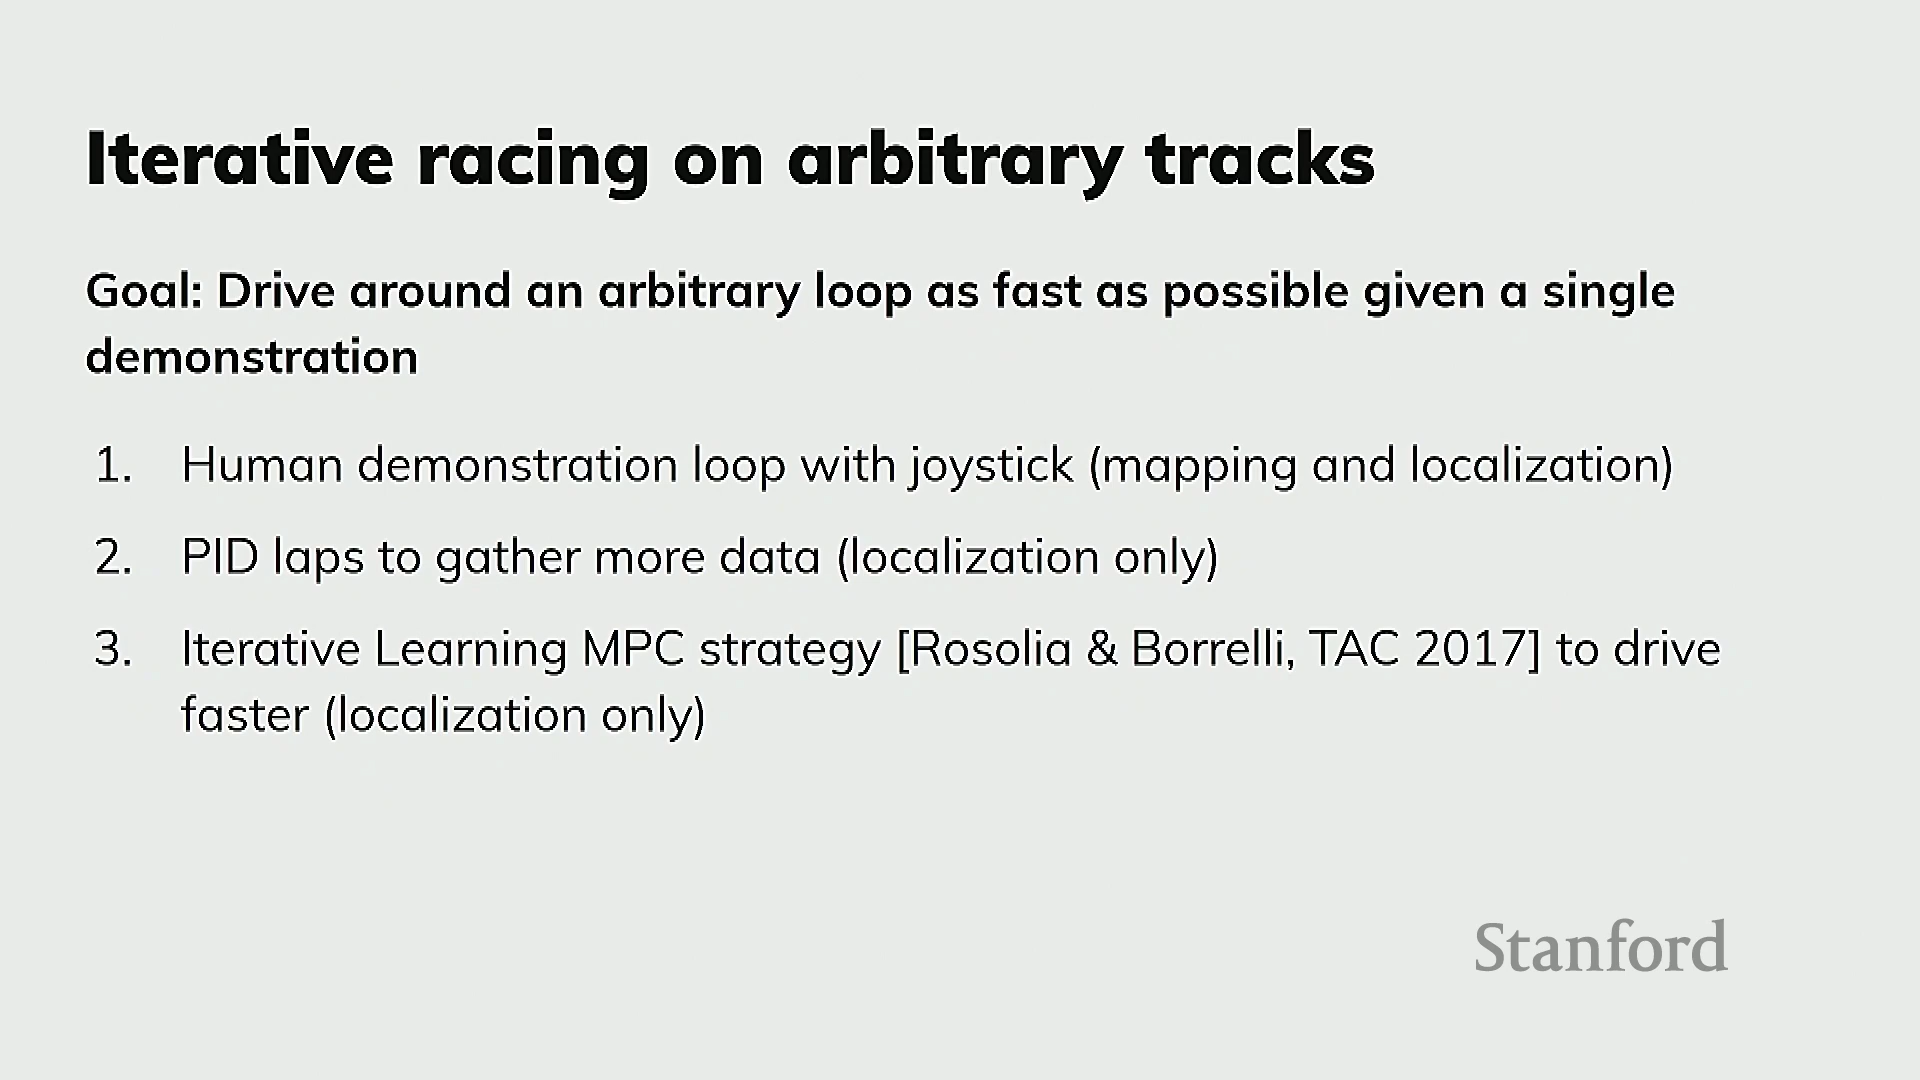 Iterative racing on arbitrary tracks
Goal: Drive around an arbitrary loop as fast as possible given a single
demonstration
1. Human demonstration loop with joystick (mapping and localization)
2. PID laps to gather more data (localization only)
3. Iterative Learning MPC strategy [Rosolia & Borrelli, TAC 2017] to drive
faster (localization only)
Stanford